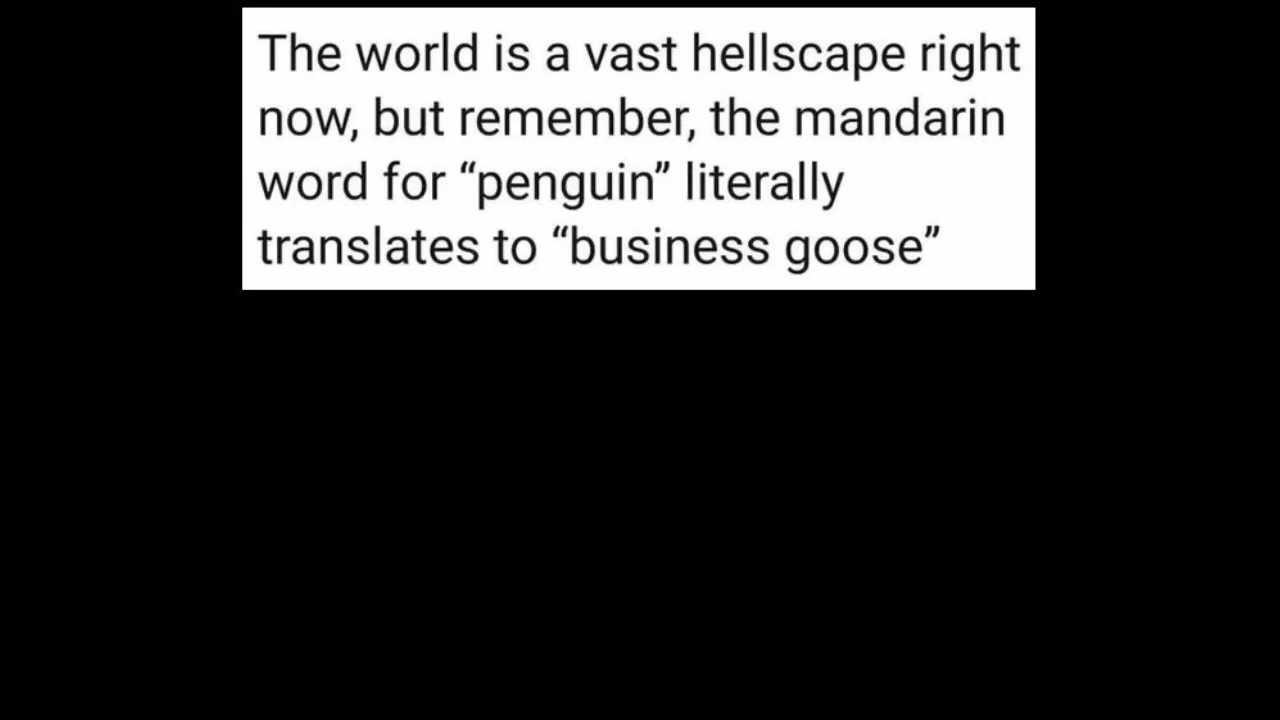 The world is a vast hellscape right
now, but remember, the mandarin
word for “penguin” literally
translates to “business goose”